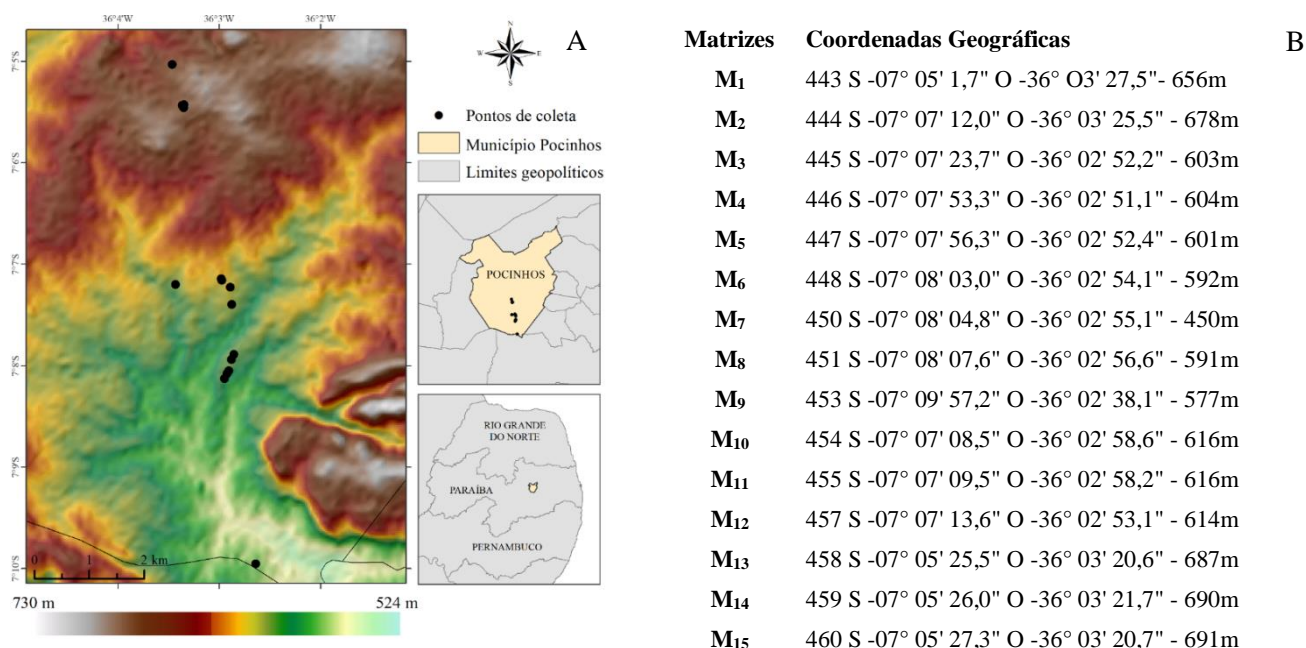 36°4'W 36°3'W 36°2'W
7°5'S
7°6'S
7°7'S
7°8'S
7°9'S
7°10'S
0 1 2 km
730 m 524 m
A
N
W E
S
Pontos de coleta
Município Pocinhos
Limites geopolíticos
POCINHOS
RIO GRANDE
DO NORTE
PARAÍBA
PERNAMBUCO
B
Matrizes Coordenadas Geográficas
M1 443 S -07° 05' 1,7" O -36° O3' 27,5"- 656m
M2 444 S -07° 07' 12,0" O -36° 03' 25,5" - 678m
M3 445 S -07° 07' 23,7" O -36° 02' 52,2" - 603m
M4 446 S -07° 07' 53,3" O -36° 02' 51,1" - 604m
M5 447 S -07° 07' 56,3" O -36° 02' 52,4" - 601m
M6 448 S -07° 08' 03,0" O -36° 02' 54,1" - 592m
M7 450 S -07° 08' 04,8" O -36° 02' 55,1" - 450m
M8 451 S -07° 08' 07,6" O -36° 02' 56,6" - 591m
M9 453 S -07° 09' 57,2" O -36° 02' 38,1" - 577m
M10 454 S -07° 07' 08,5" O -36° 02' 58,6" - 616m
M11 455 S -07° 07' 09,5" O -36° 02' 58,2" - 616m
M12 457 S -07° 07' 13,6" O -36° 02' 53,1" - 614m
M13 458 S -07° 05' 25,5" O -36° 03' 20,6" - 687m
M14 459 S -07° 05' 26,0" O -36° 03' 21,7" - 690m
M15 460 S -07° 05' 27,3" O -36° 03' 20,7" - 691m